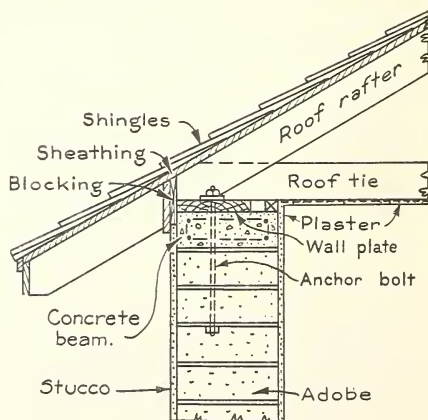 Shingles
Roof rafter
Sheathing
Blocking
Roof tie
Plaster
Wall plate
Anchor bolt
Concrete
beam.
Stucco
Adobe